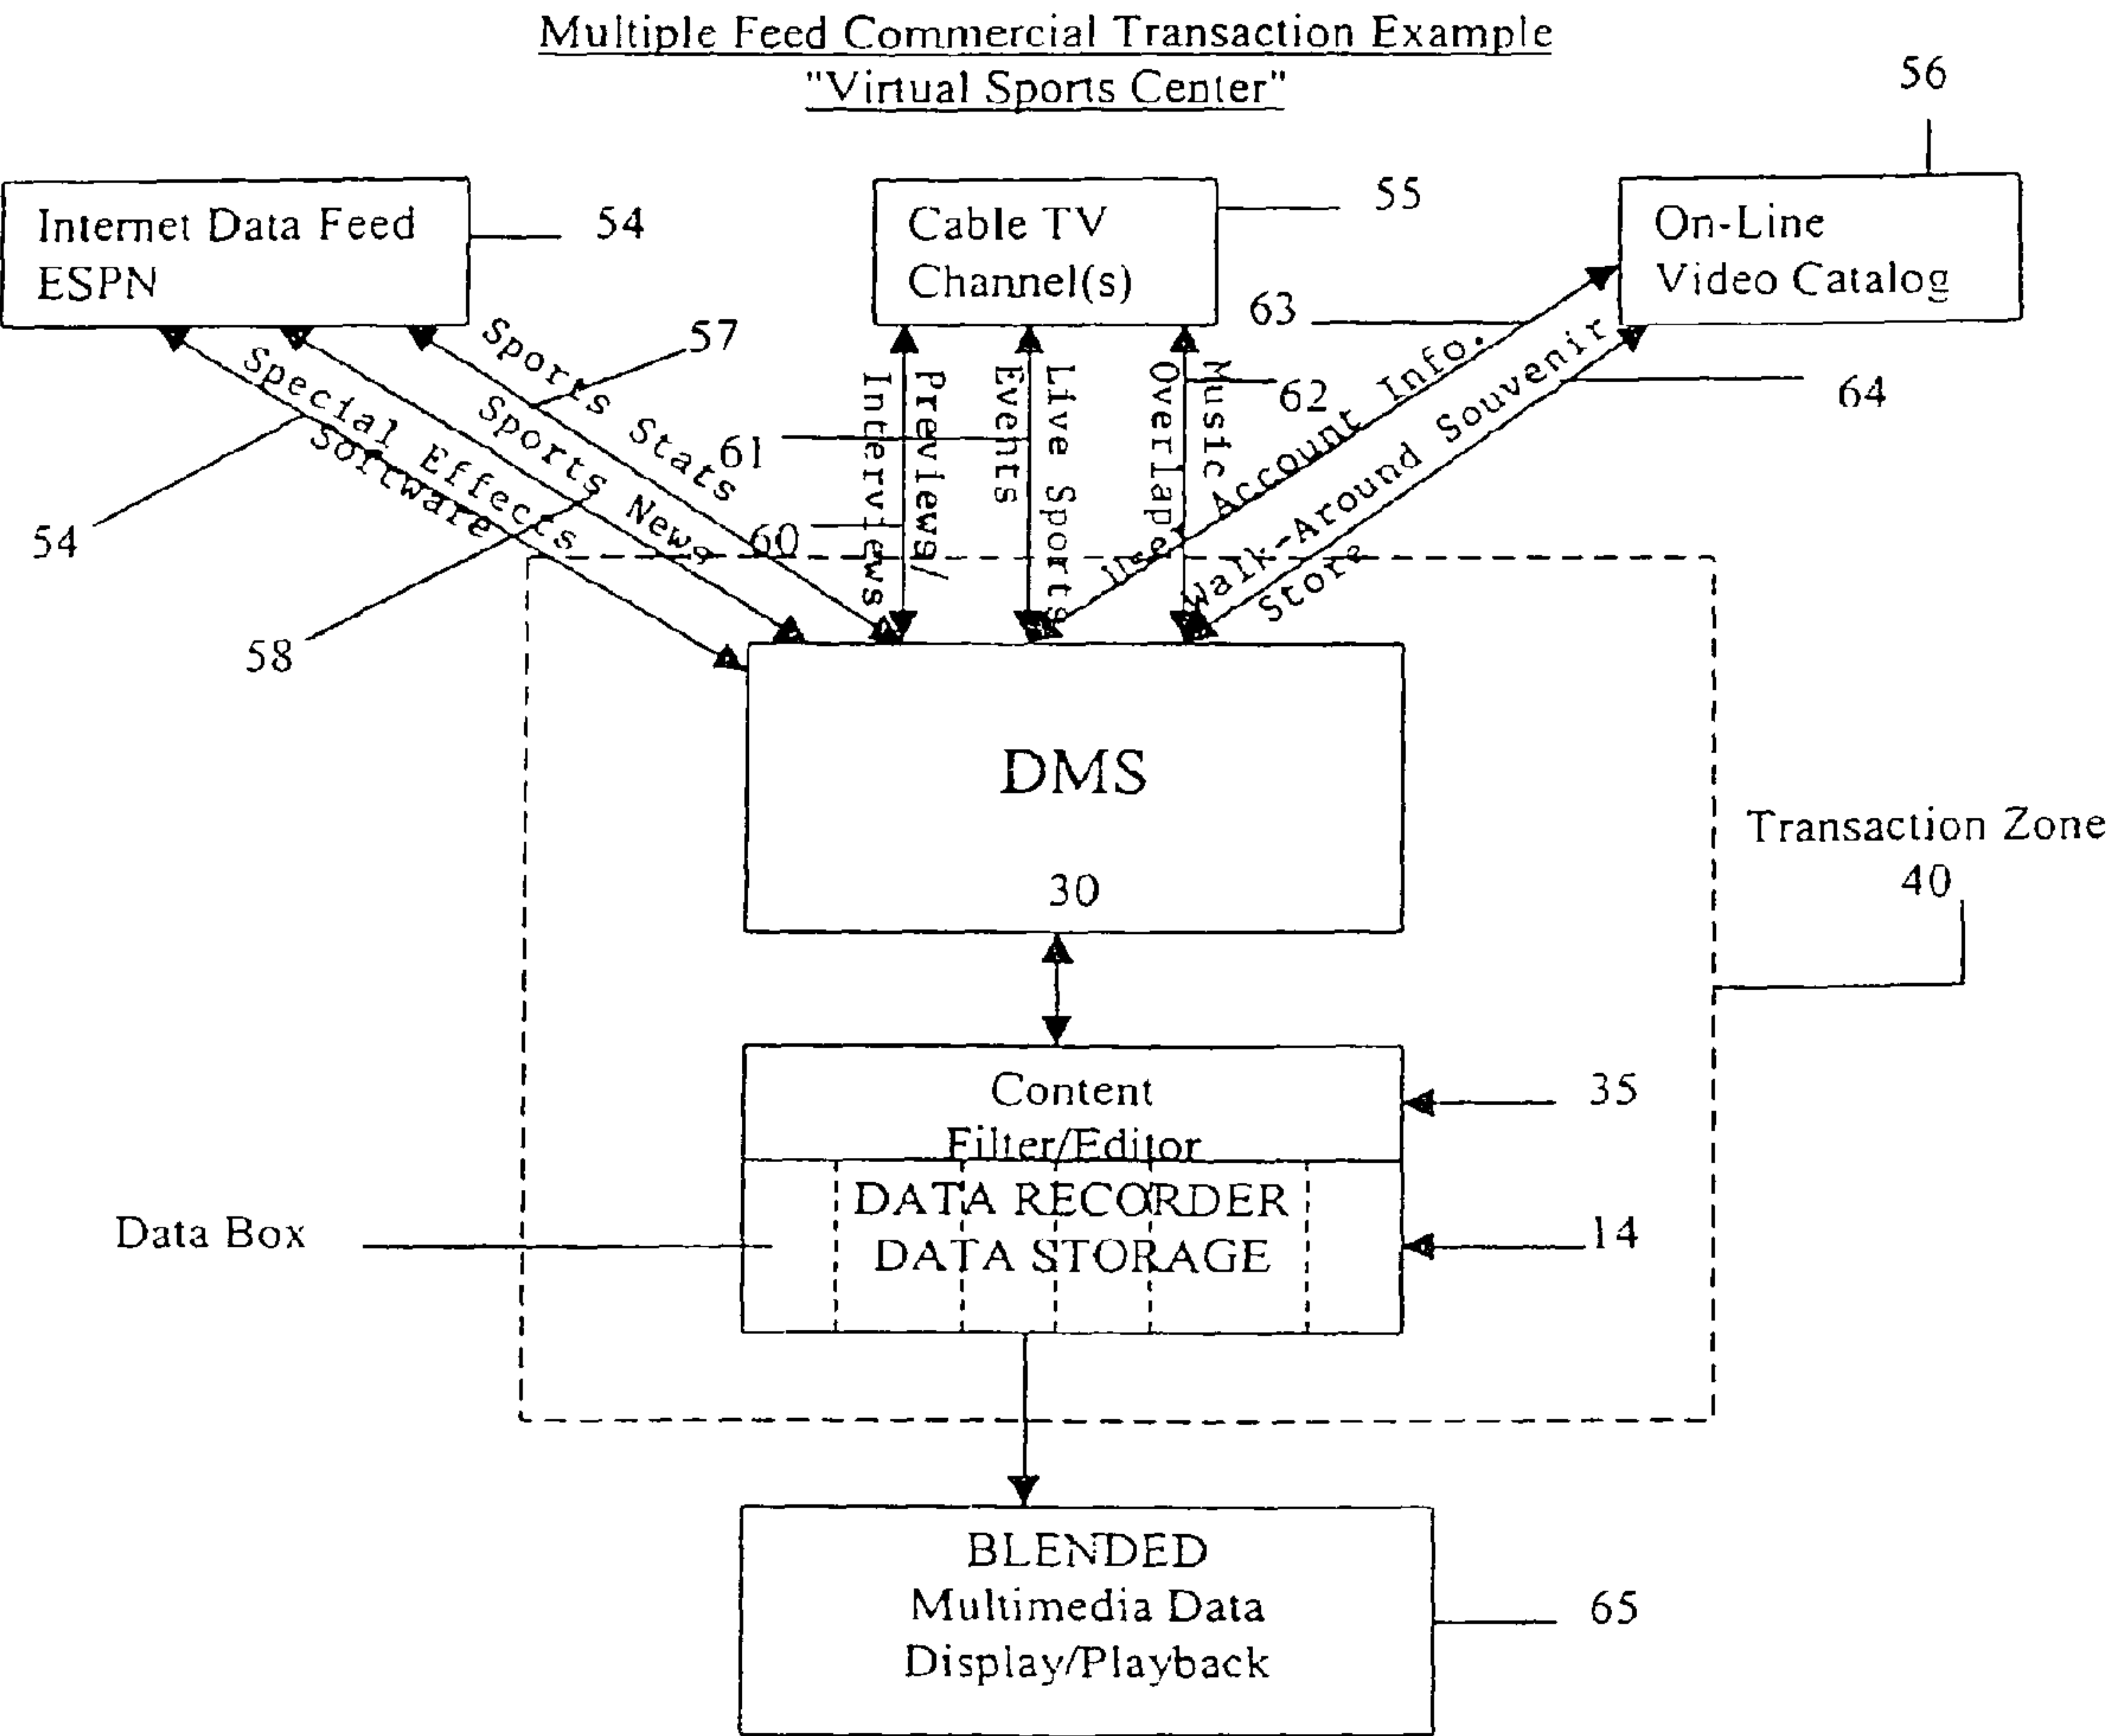 Multiple Feed Commercial Transaction Example
"Virtual Sports Center"
56
Internet Data Feed
ESPN
54
Cable TV
Channel(s)
55
On-Line
Video Catalog
63
57
Sports Stats
Special Effects
Software
Sports News
Previews/
Interviews
Live Sports
Events
Music
Overlap
62
User Account Info.
Walk-Around Souvenir
Store
64
61
60
54
58
DMS
30
Transaction Zone
40
Content
Filter/Editor
35
DATA RECORDER
DATA STORAGE
14
Data Box
BLENDED
Multimedia Data
Display/Playback
65